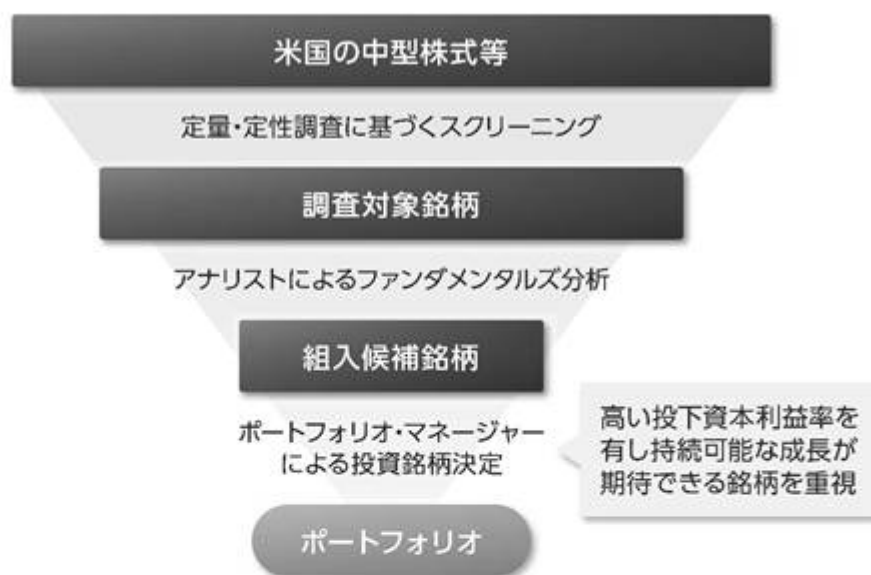 米国の中型株式等
定量・定性調査に基づくスクリーニング
調査対象銘柄
アナリストによるファンダメンタルズ分析
組入候補銘柄
ポートフォリオ・マネージャー
による投資銘柄決定
高い投下資本利益率を
有し持続可能な成長が
期待できる銘柄を重視
ポートフォリオ